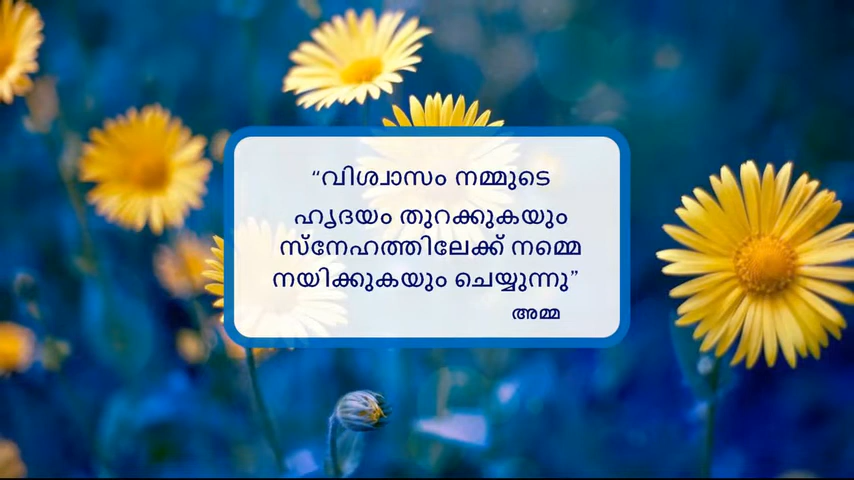 “വിശ്വാസം നമ്മുടെ
ഹൃദയം തുറക്കുകയും
സ്നേഹത്തിലേക്ക് നമ്മെ
നയിക്കുകയും ചെയ്യുന്നു”
അമ്മ